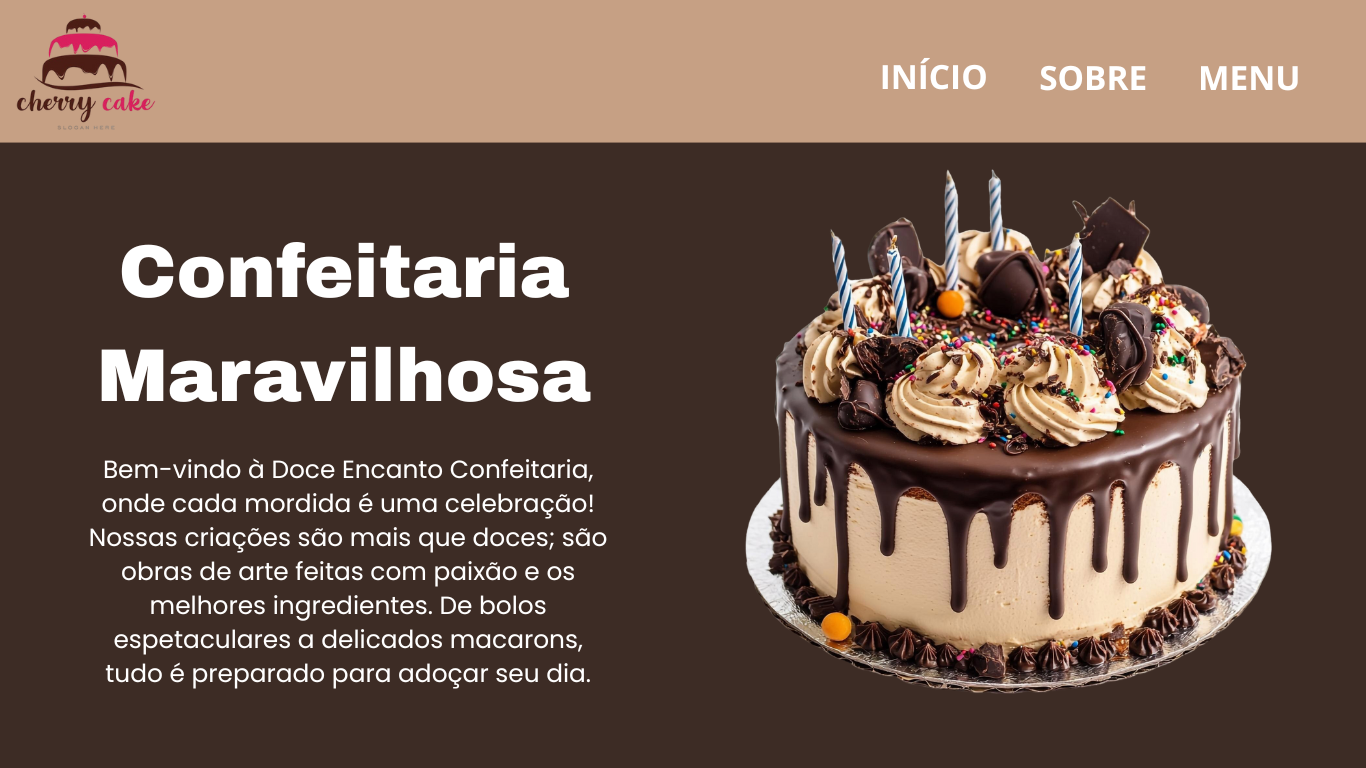 cherry cake
SLOGAN HERE
INÍCIO SOBRE MENU
Confeitaria
Maravilhosa
Bem-vindo à Doce Encanto Confeitaria,
onde cada mordida é uma celebração!
Nossas criações são mais que doces; são
obras de arte feitas com paixão e os
melhores ingredientes. De bolos
espetaculares a delicados macarons,
tudo é preparado para adoçar seu dia.